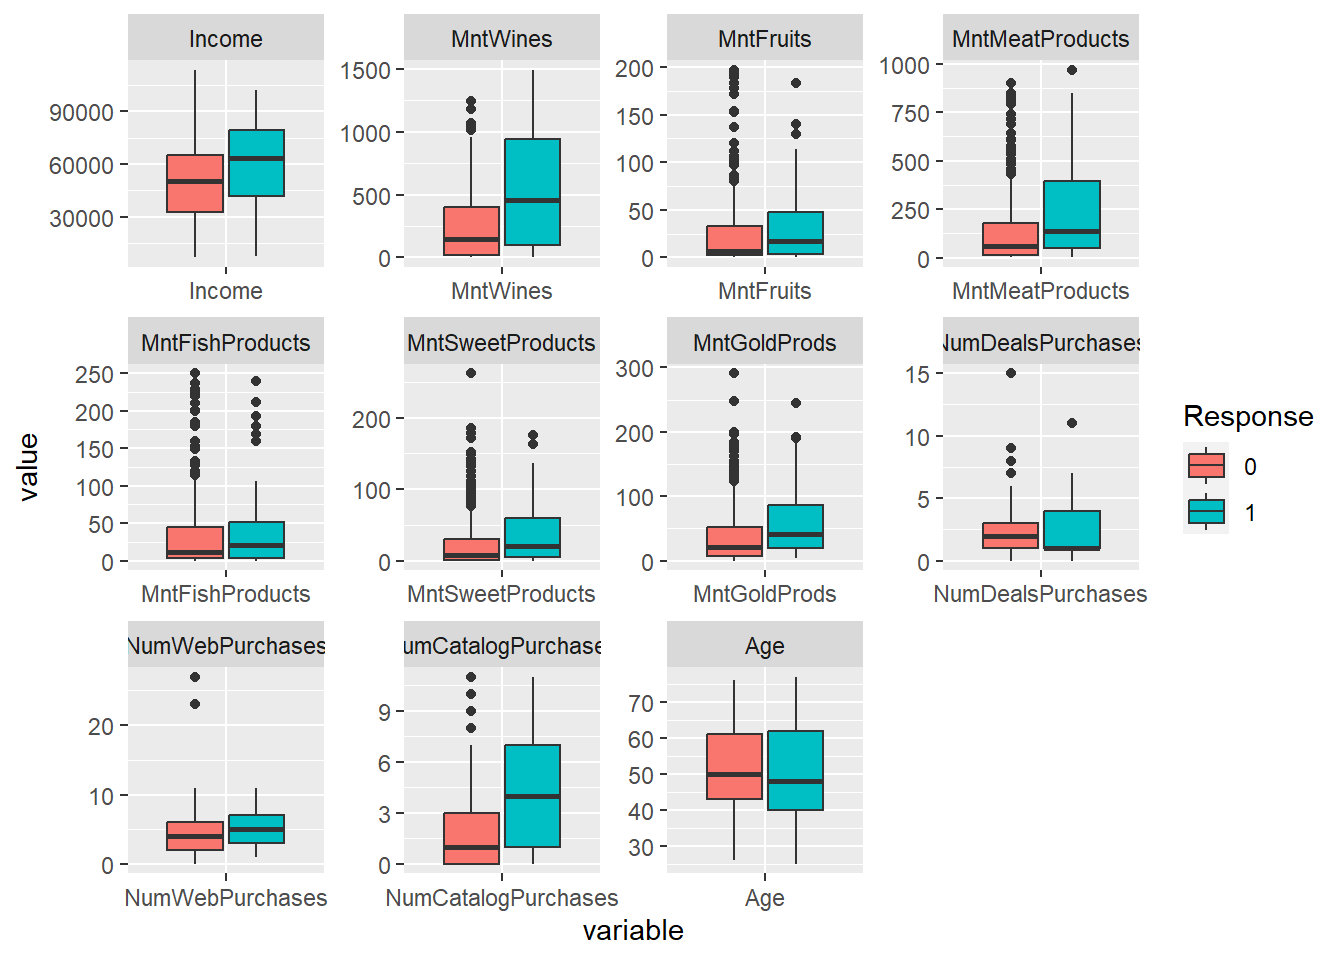 Income
MntWines
MntFruits
MntMeatProducts
90000
60000
30000
1500
1000
500
0
200
150
100
50
0
1000
750
500
250
0
Income
MntWines
MntFruits
MntMeatProducts
MntFishProducts
MntSweetProducts
MntGoldProds
NumDealsPurchases
250
200
150
100
50
0
200
100
0
300
200
100
0
15
10
5
0
MntFishProducts
MntSweetProducts
MntGoldProds
NumDealsPurchases
NumWebPurchases
umCatalogPurchase
Age
20
10
0
9
6
3
0
70
60
50
40
30
NumWebPurchases
NumCatalogPurchases
Age
value
variable
Response
0
1